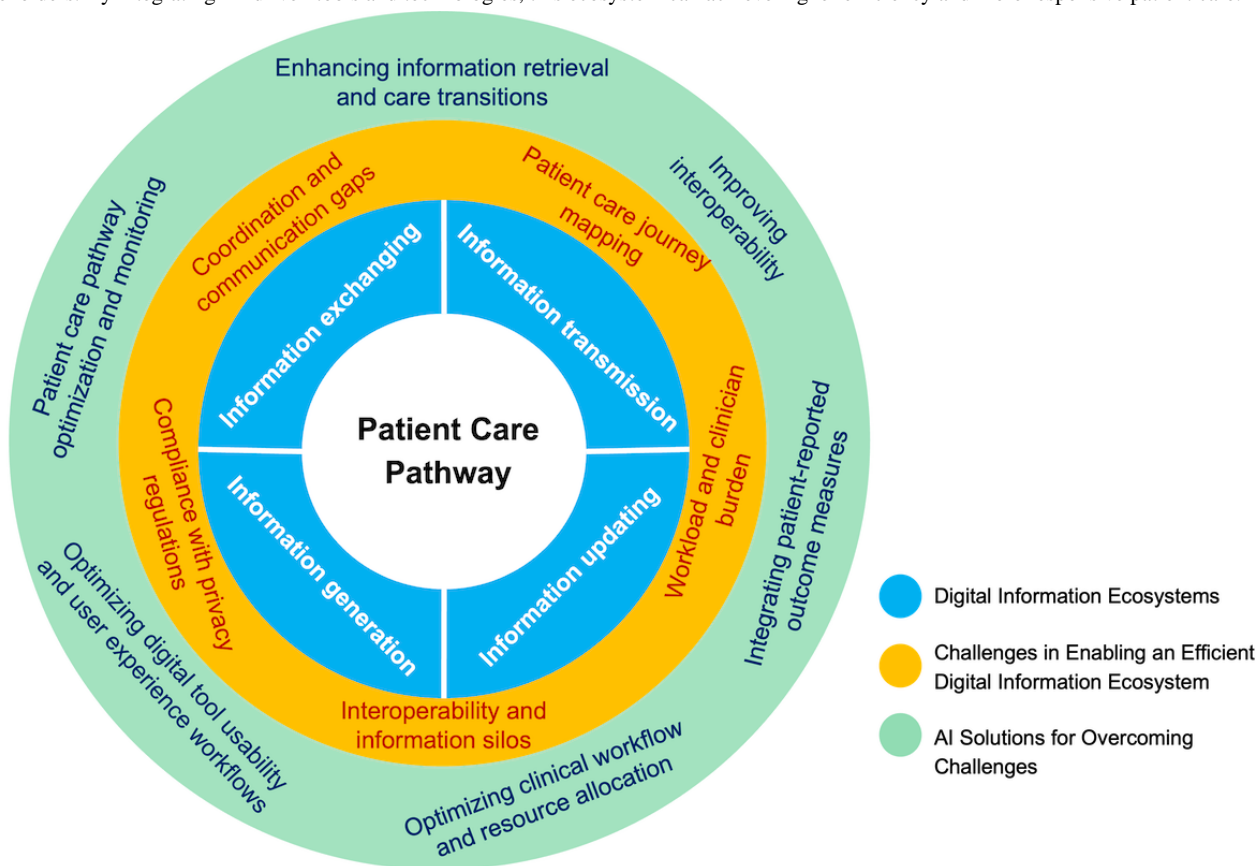 Enhancing information retrieval
and care transitions
Improving
interoperability
Integrating patient-reported
outcome measures
Optimizing clinical workflow
and resource allocation
Optimizing digital tool usability
and user experience workflows
Patient care pathway
optimization and monitoring
Coordination and
communication gaps
Patient care journey
mapping
Workload and clinician
burden
Interoperability and
information silos
Compliance with privacy
regulations
Information exchanging
Information transmission
Information updating
Information generation
Patient Care
Pathway
Digital Information Ecosystems
Challenges in Enabling an Efficient
Digital Information Ecosystem
AI Solutions for Overcoming
Challenges